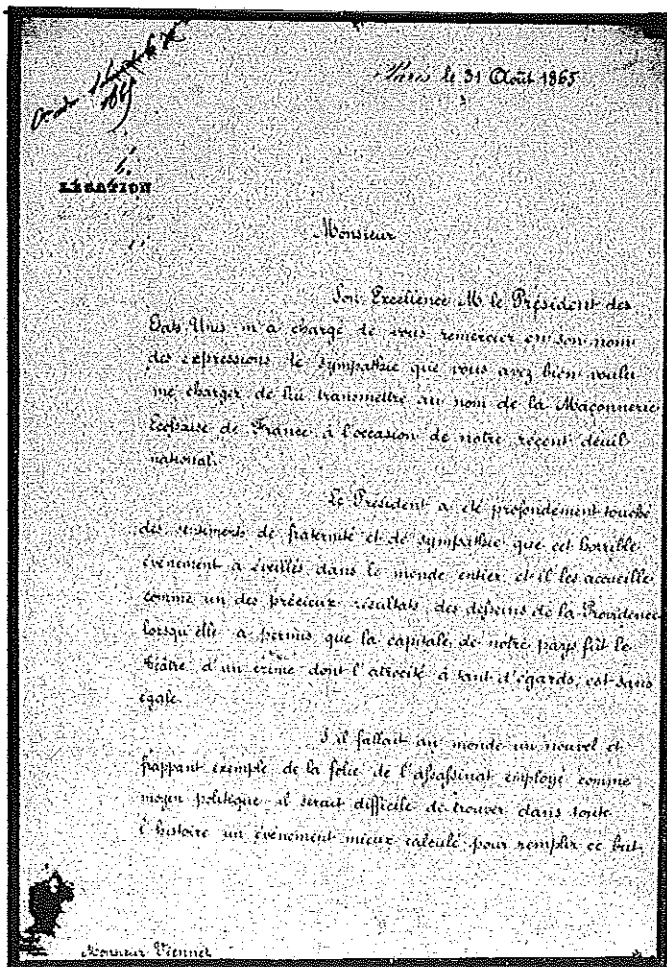 1865
Paris le 31 Août 1865
LÉGATION
Monsieur
Son Excellence M le Président des
Etats Unis m'a chargé de vous remercier en son nom
des expressions de sympathie que vous avez bien voulu
me charger de lui transmettre au nom de la Maçonnerie
Ecossaise de France à l'occasion de notre récent deuil
national.
Le Président a été profondément touché
des sentiments de fraternité et de sympathie que cet horrible
évènement a éveillés dans le monde entier, et il les accueille
comme un des précieux résultats des desseins de la Providence
lorsqu'elle a permis que la capitale de notre pays fût le
théâtre d'un crime dont l'atrocité à tant d'égards, est sans
égale
S'il fallait au monde un nouvel et
frappant exemple de la folie de l'assassinat employé comme
moyen politique il serait difficile de trouver dans toute
l'histoire un évènement mieux calculé pour remplir ce but
Monsieur Viennet